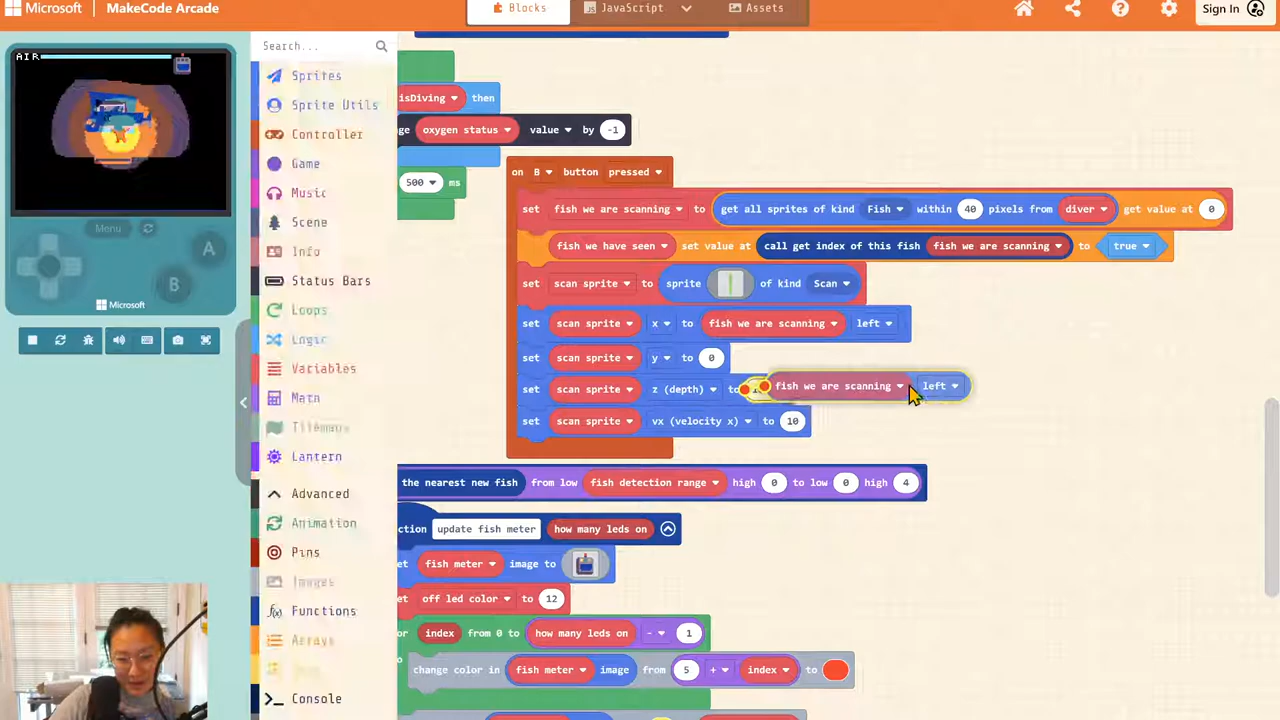 Microsoft MakeCode Arcade Blocks JavaScript Assets Sign In
AIR
Menu
A
B
Microsoft
Search...
Sprites
Sprite Utils
Controller
Game
Music
Scene
Info
Status Bars
Loops
Logic
Variables
Math
Tilemaps
Lantern
Advanced
Animation
Pins
Images
Functions
Arrays
Console
isDiving then
ge oxygen status value by -1
500 ms
on B button pressed
set fish we are scanning to get all sprites of kind Fish within 40 pixels from diver get value at 0
fish we have seen set value at call get index of this fish fish we are scanning to true
set scan sprite to sprite of kind Scan
set scan sprite x to fish we are scanning left
set scan sprite y to 0
set scan sprite z (depth) to fish we are scanning left
set scan sprite vx (velocity x) to 10
the nearest new fish from low fish detection range high 0 to low 0 high 4
ction update fish meter how many leds on
et fish meter image to
et off led color to 12
or index from 0 to how many leds on - 1
change color in fish meter image from 5 + index to